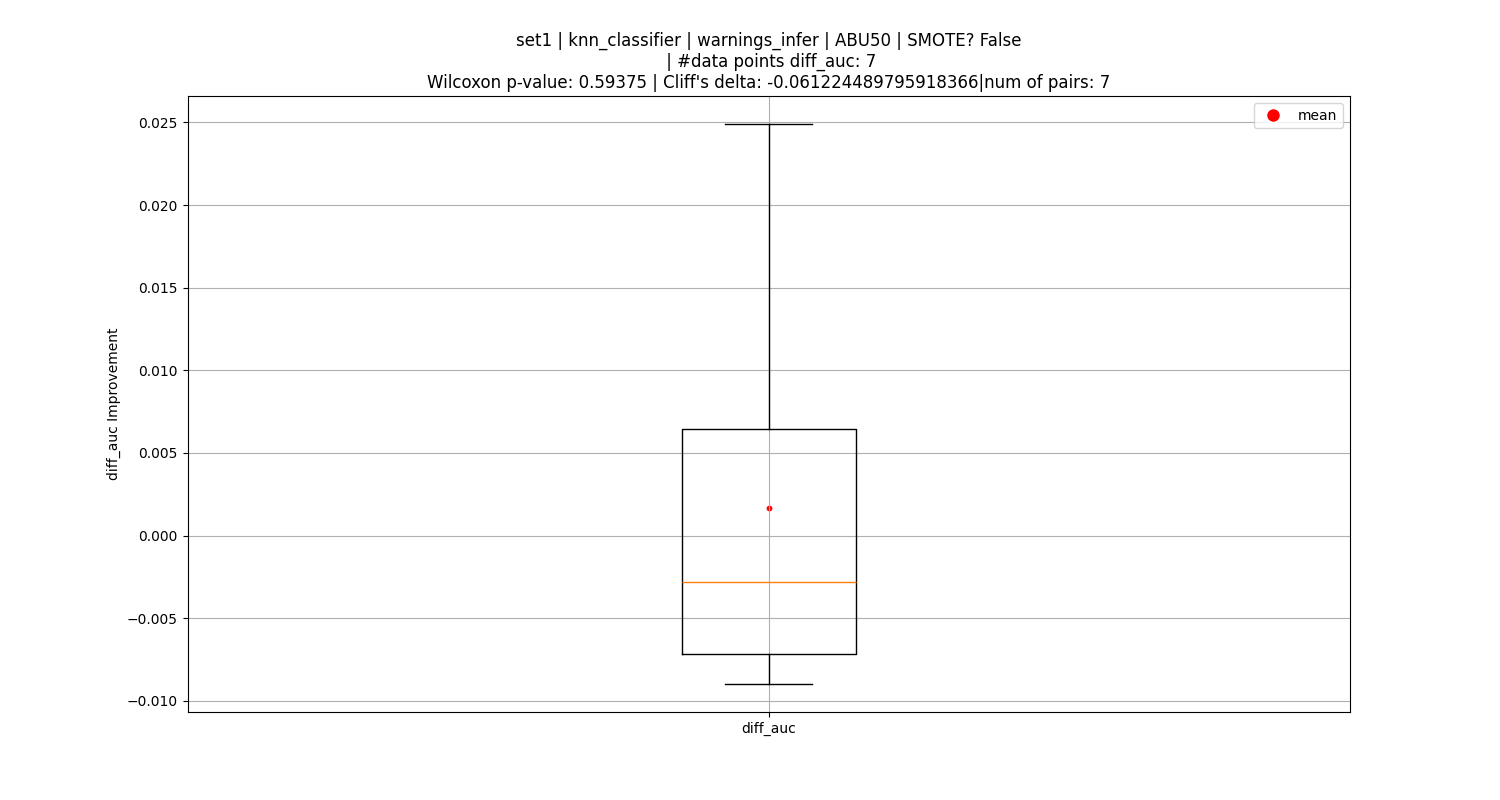 set1 | knn_classifier | warnings_infer | ABU50 | SMOTE? False
| #data points diff_auc: 7
Wilcoxon p-value: 0.59375 | Cliff's delta: -0.061224489795918366|num of pairs: 7
mean
0.025
0.020
0.015
0.010
0.005
0.000
−0.005
−0.010
diff_auc Improvement
diff_auc